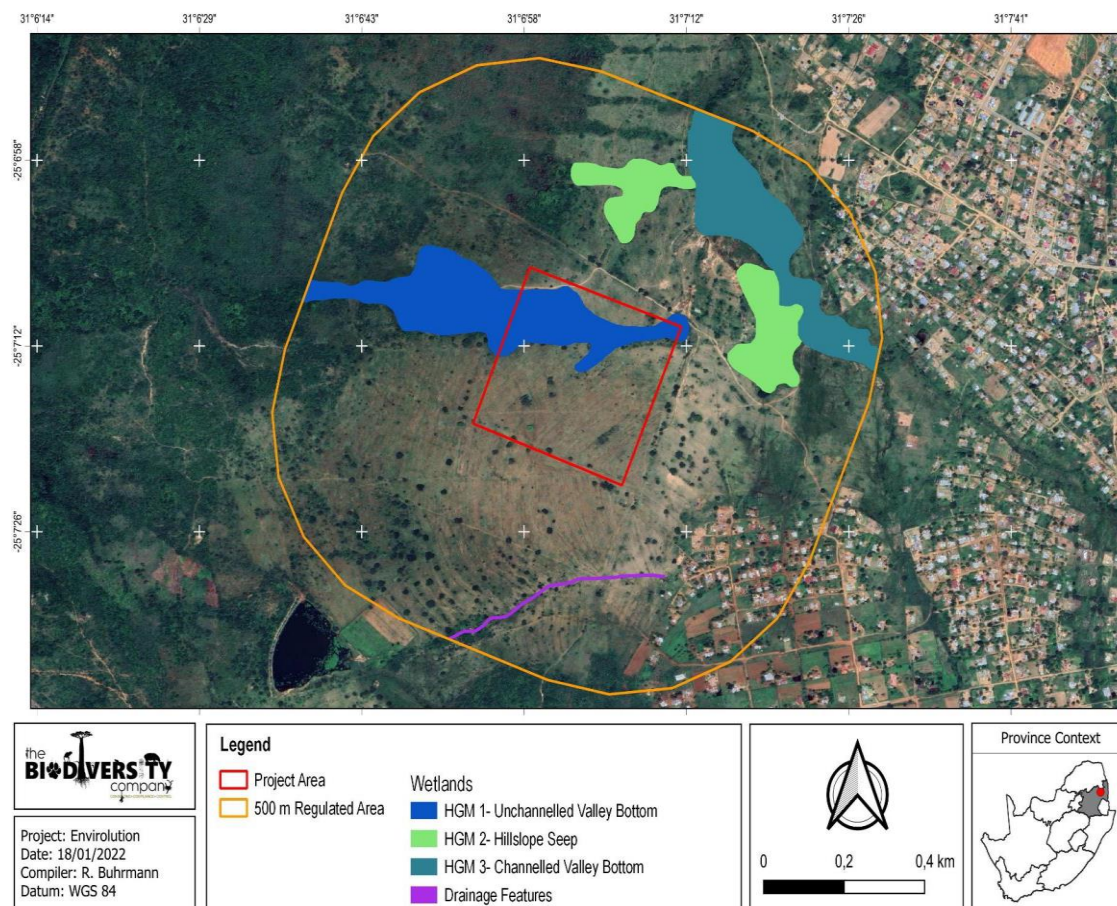 31°6'14"
31°6'29"
31°6'43"
31°6'58"
31°7'12"
31°7'26"
31°7'41"
-25°6'58"
-25°7'12"
-25°7'26"
the
BIODIVERSITY
company
Project: Envirolution
Date: 18/01/2022
Compiler: R. Buhrmann
Datum: WGS 84
Legend
Project Area
500 m Regulated Area
Wetlands
HGM 1- Unchannelled Valley Bottom
HGM 2- Hillslope Seep
HGM 3- Channelled Valley Bottom
Drainage Features
0 0,2 0,4 km
Province Context